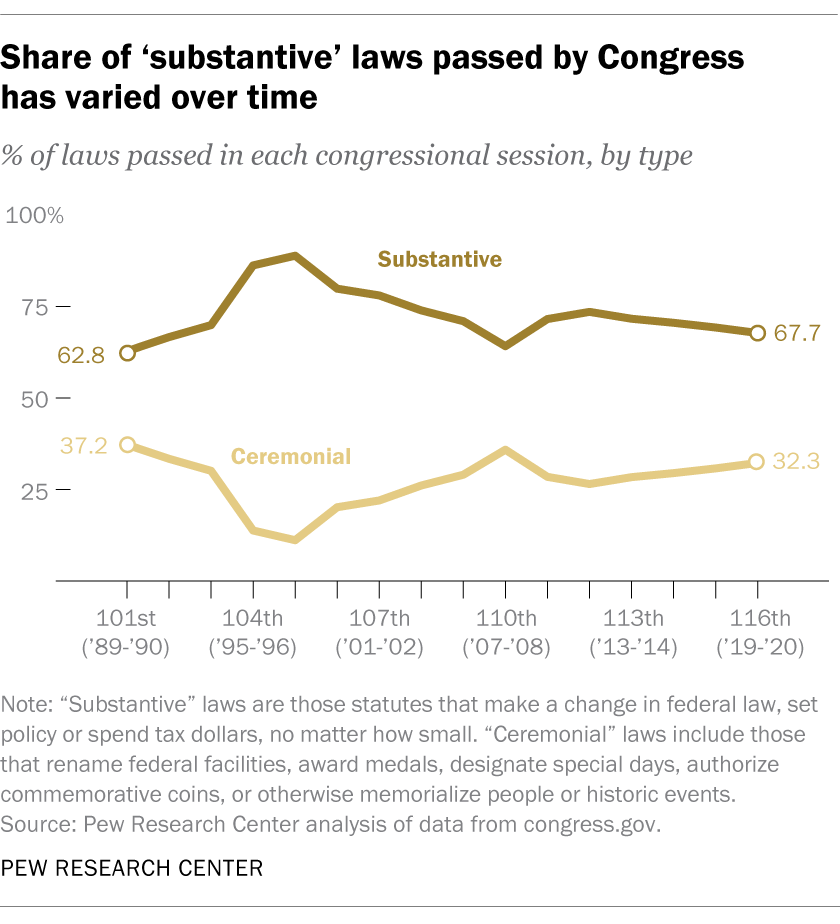 Share of ‘substantive’ laws passed by Congress
has varied over time
% of laws passed in each congressional session, by type
100%
Substantive
75
67.7
62.8
50
37.2
Ceremonial
32.3
25
101st 104th 107th 110th 113th 116th
(’89-’90) (’95-’96) (’01-’02) (’07-’08) (’13-’14) (’19-’20)
Note: “Substantive” laws are those statutes that make a change in federal law, set
policy or spend tax dollars, no matter how small. “Ceremonial” laws include those
that rename federal facilities, award medals, designate special days, authorize
commemorative coins, or otherwise memorialize people or historic events.
Source: Pew Research Center analysis of data from congress.gov.
PEW RESEARCH CENTER